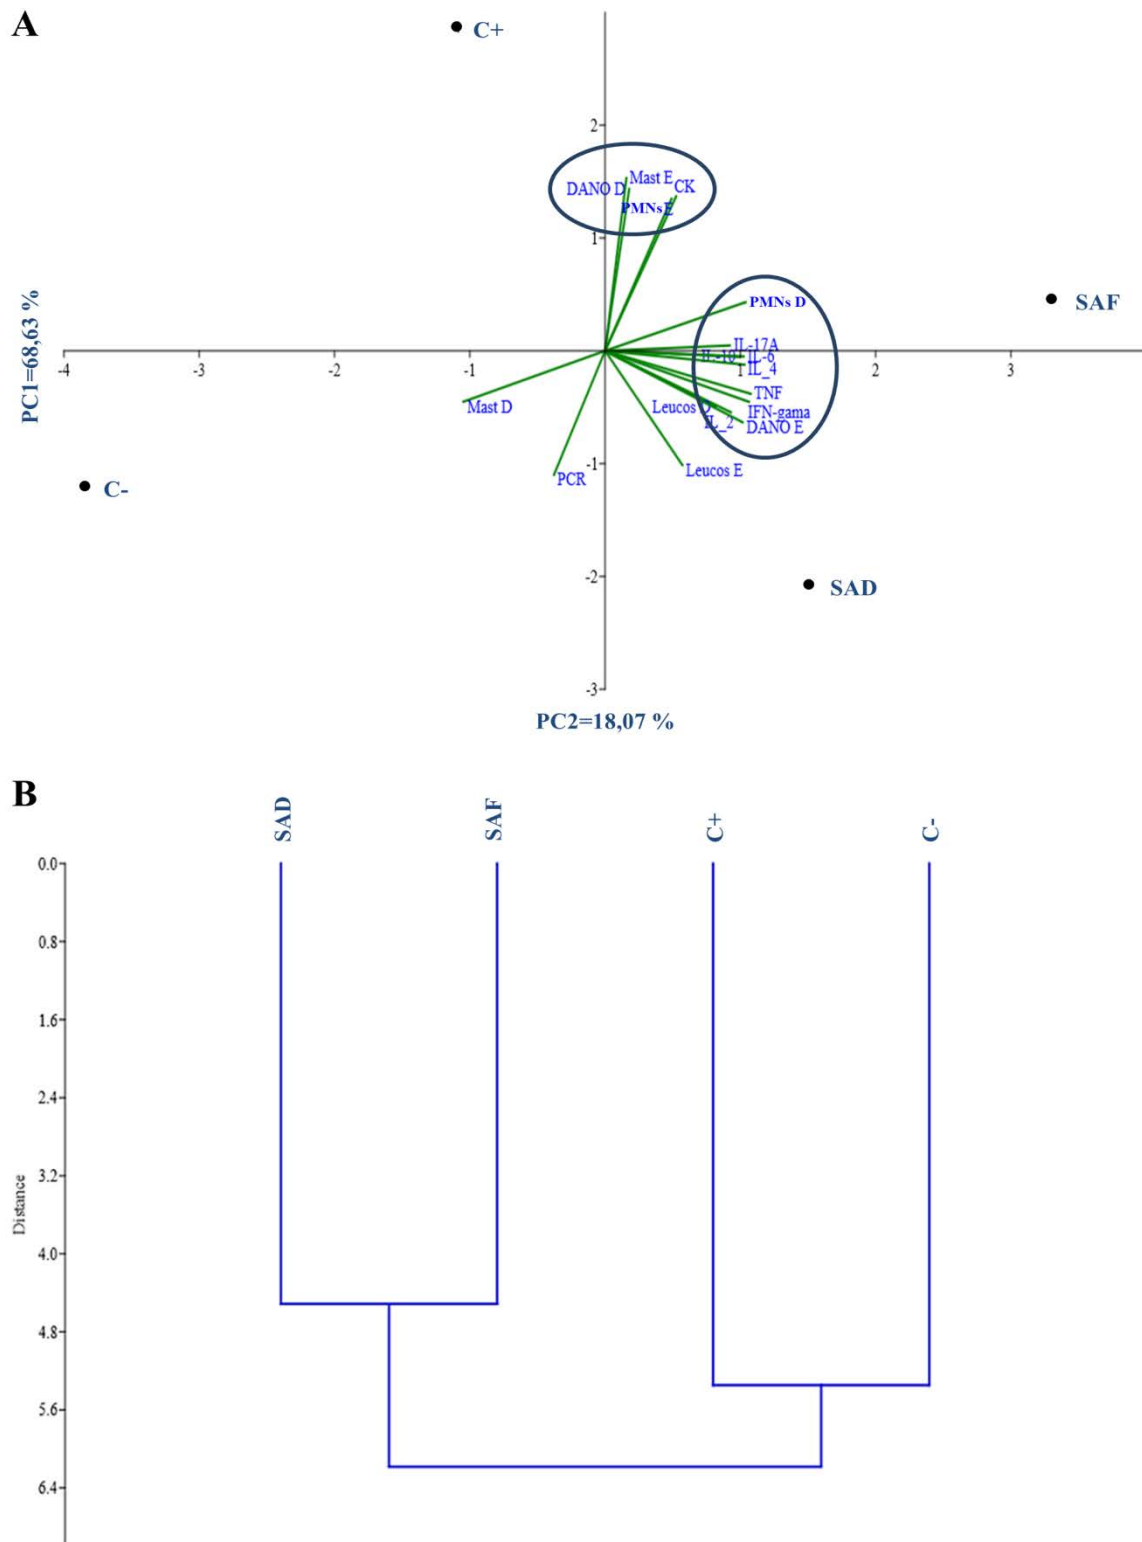 A
C+
2
Mast E
CK
DANO D
PMNs E
1
PMNs D
SAF
IL-17A
IL-10
IL-6
IL_4
-4
-3
-2
-1
1
2
3
PC1=68,63 %
TNF
Mast D
Leucos D
IFN-gama
IL_2
DANO E
-1
Leucos E
PCR
C-
-2
SAD
-3
PC2=18,07 %
B
SAD
SAF
C+
C-
0.0
0.8
1.6
2.4
3.2
4.0
4.8
5.6
6.4
Distance